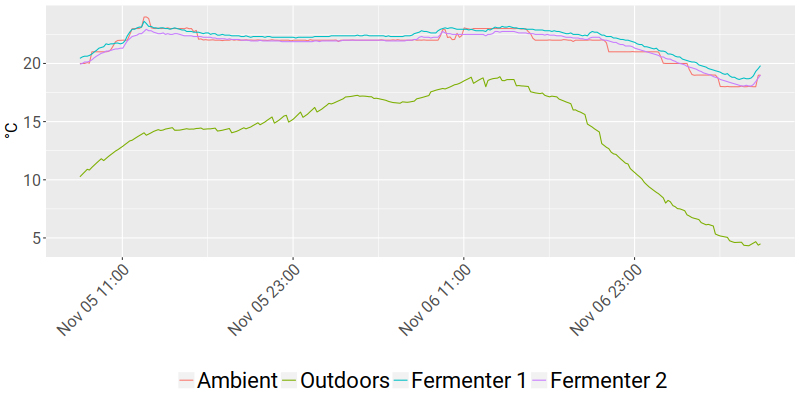 °C
20
15
10
5
Nov 05 11:00
Nov 05 23:00
Nov 06 11:00
Nov 06 23:00
Ambient Outdoors Fermenter 1 Fermenter 2